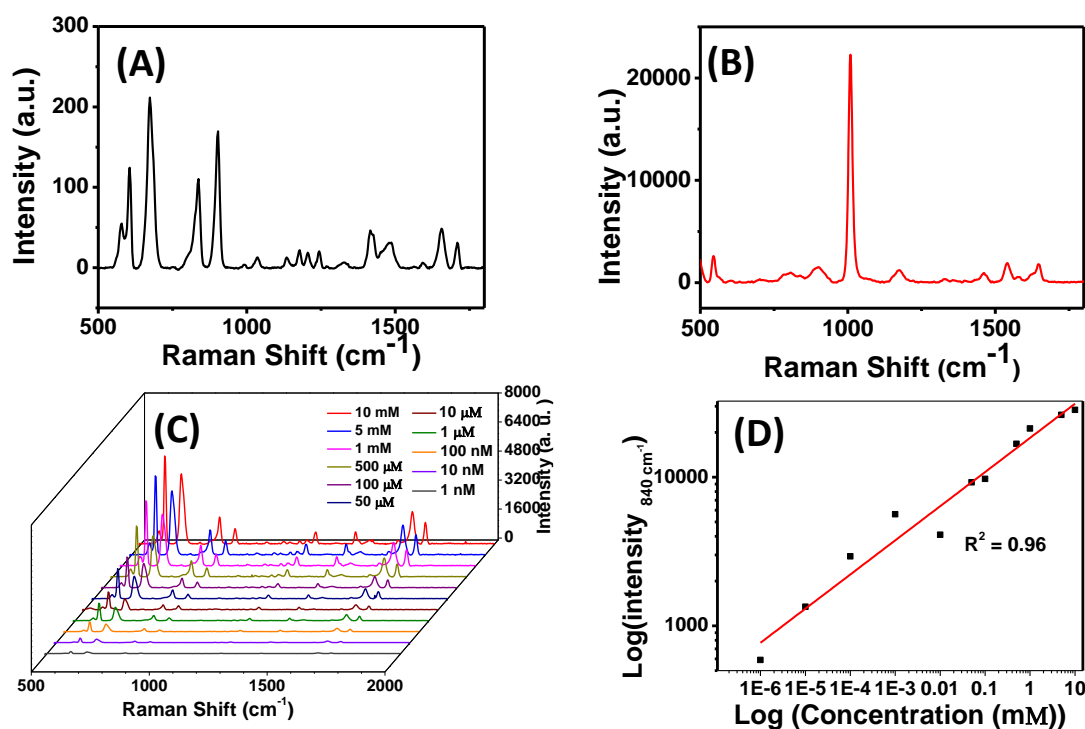 (A)
300
200
100
0
Intensity (a.u.)
500 1000 1500
Raman Shift (cm-1)
(B)
20000
10000
0
Intensity (a.u.)
500 1000 1500
Raman Shift (cm-1)
(C)
10 mM
5 mM
1 mM
500 µM
100 µM
50 µM
10 µM
1 µM
100 nM
10 nM
1 nM
8000
6400
4800
3200
1600
0
Intensity (a. u.)
500 1000 1500 2000
Raman Shift (cm-1)
(D)
10000
1000
Log(intensity 840 cm-1)
R2 = 0.96
1E-6 1E-5 1E-4 1E-3 0.01 0.1 1 10
Log (Concentration (mM))